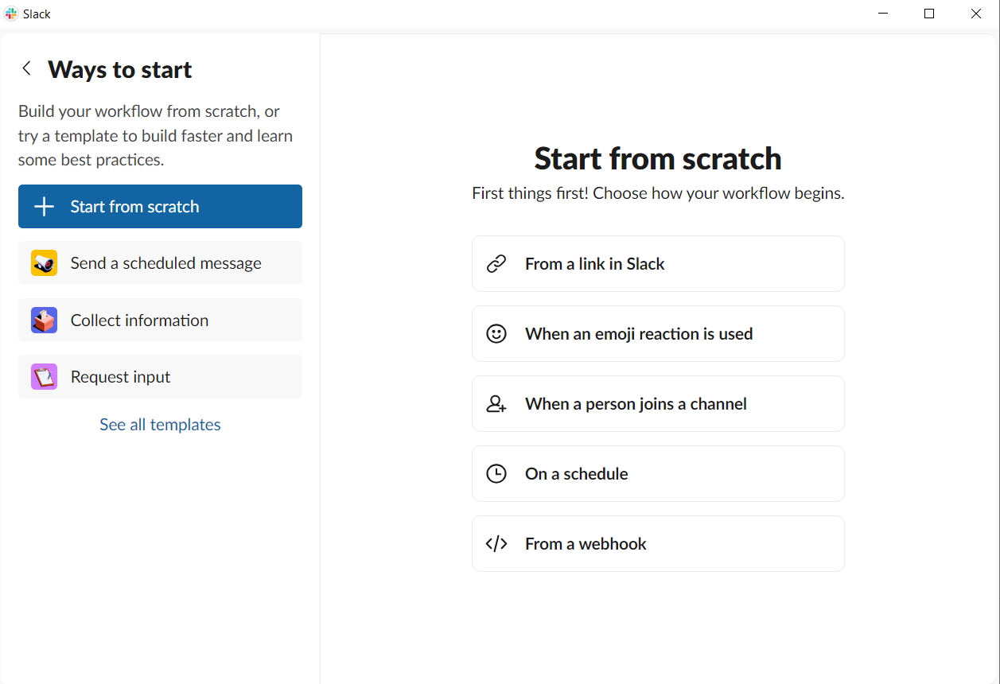 Slack
Ways to start
Build your workflow from scratch, or
try a template to build faster and learn
some best practices.
Start from scratch
Send a scheduled message
Collect information
Request input
See all templates
Start from scratch
First things first! Choose how your workflow begins.
From a link in Slack
When an emoji reaction is used
When a person joins a channel
On a schedule
From a webhook